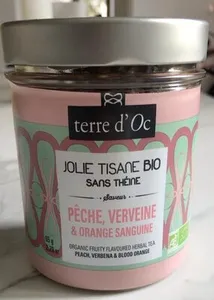 terre d'Oc
JOLIE TISANE BIO
SANS THÉINE
saveur
PÊCHE, VERVEINE
& ORANGE SANGUINE
ORGANIC FRUITY FLAVOURED HERBAL TEA
PEACH, VERBENA & BLOOD ORANGE